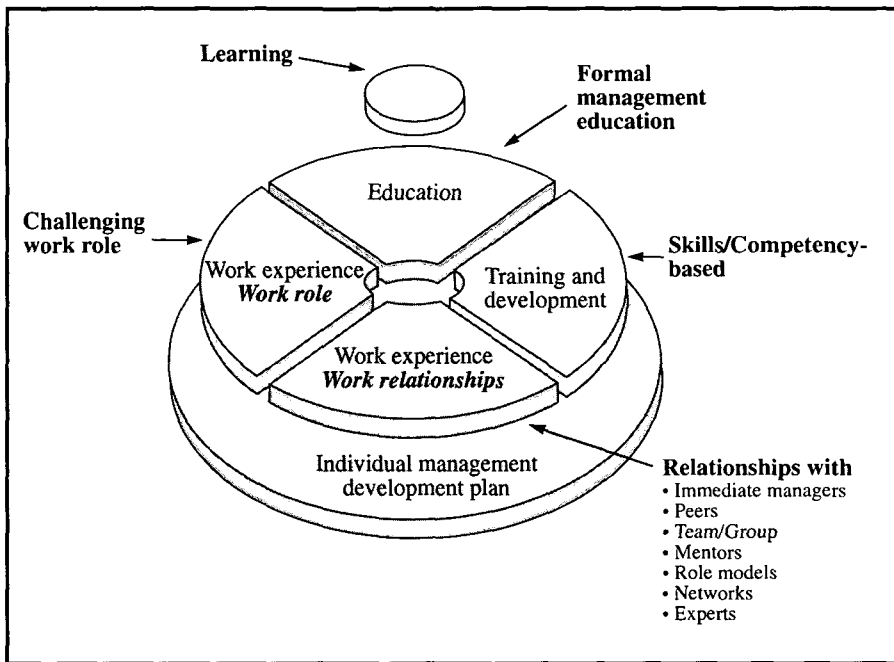 Learning
Formal
management
education
Education
Challenging
work role
Skills/Competency-
based
Work experience
Work role
Training and
development
Work experience
Work relationships
Individual management
development plan
Relationships with
• Immediate managers
• Peers
• Team/Group
• Mentors
• Role models
• Networks
• Experts